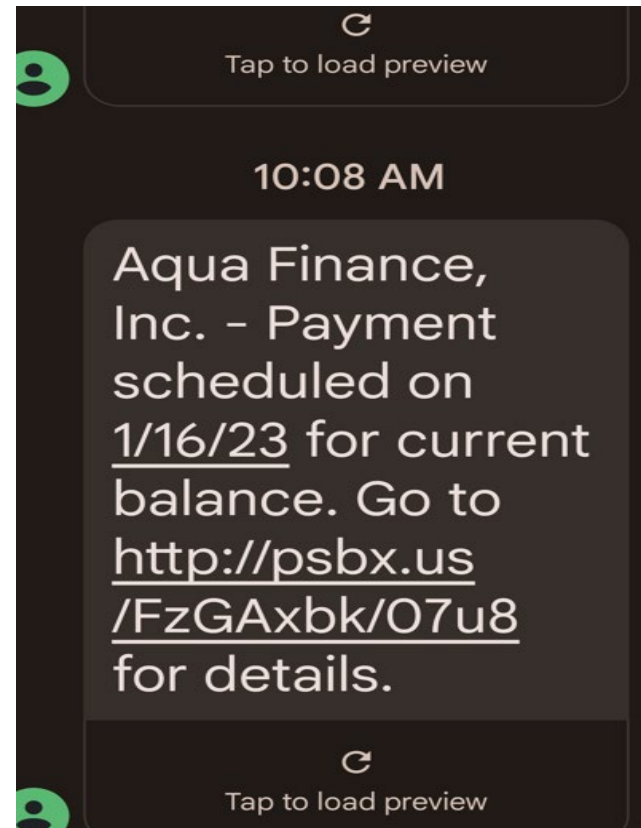 Tap to load preview
10:08 AM
Aqua Finance,
Inc. - Payment
scheduled on
1/16/23 for current
balance. Go to
http://psbx.us
/FzGAxbk/07u8
for details.
Tap to load preview